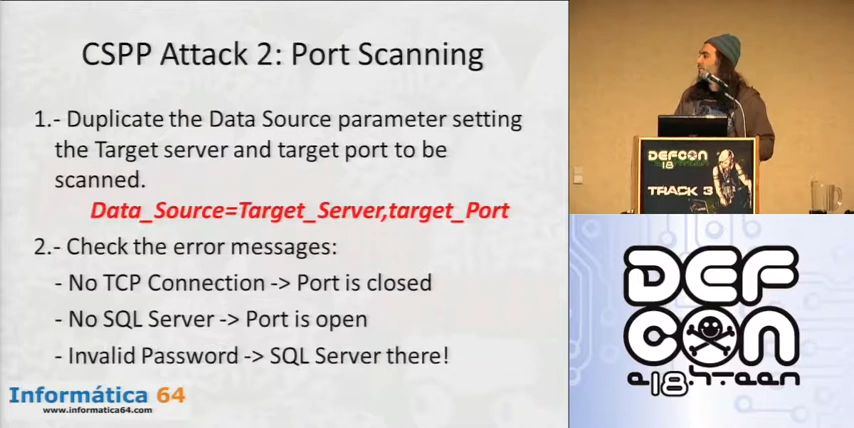 CSPP Attack 2: Port Scanning
1.- Duplicate the Data Source parameter setting
the Target server and target port to be
scanned.
Data_Source=Target_Server,target_Port
2.- Check the error messages:
- No TCP Connection -> Port is closed
- No SQL Server -> Port is open
- Invalid Password -> SQL Server there!
Informática 64
www.informatica64.com
DEFCON
18
TRACK 3
DEF
CON
e18h.teen